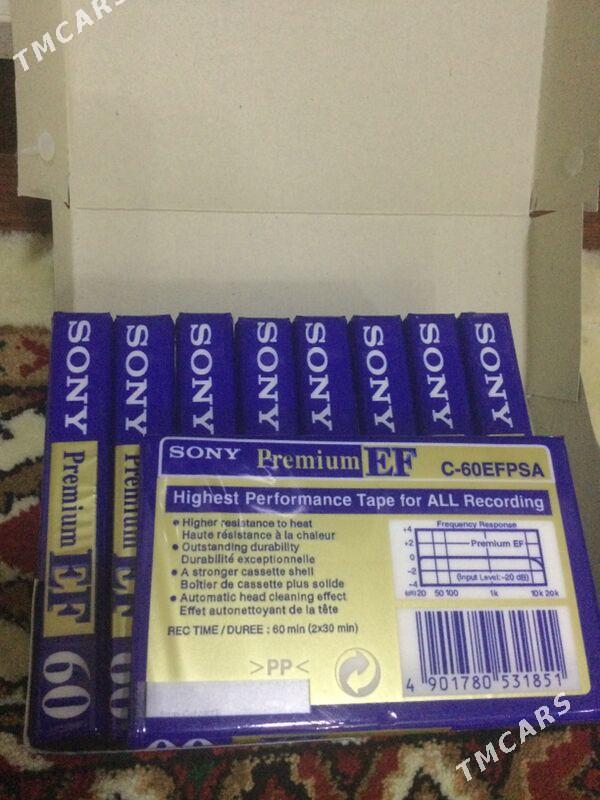 TMCARS
SONY
SONY
SONY
SONY
SONY
SONY
SONY
SONY
Premium EF 60
Premium EF 60
SONY Premium EF C-60EFPSA
Highest Performance Tape for ALL Recording
• Higher resistance to heat
Haute résistance à la chaleur
• Outstanding durability
Durabilité exceptionnelle
• A stronger cassette shell
Boîtier de cassette plus solide
• Automatic head cleaning effect
Effet autonettoyant de la tête
REC TIME / DUREE : 60 min (2x30 min)
>PP<
Frequency Response
+4
+2
0
-2
-4
Premium EF
(Input Level:-20 dB)
20 50 100 1k 10k 20k
4 901780 531851
TMCARS